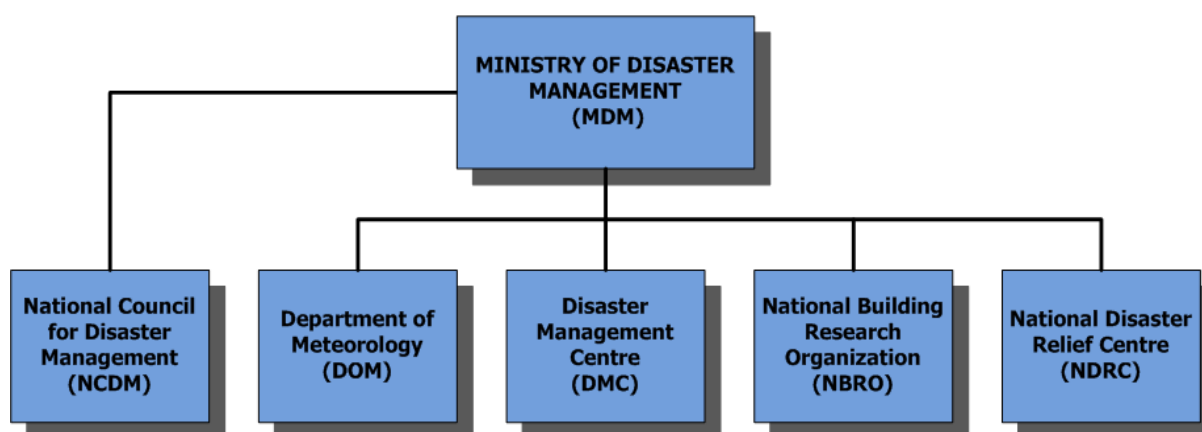 MINISTRY OF DISASTER
MANAGEMENT
(MDM)
National Council
for Disaster
Management
(NCDM)
Department of
Meteorology
(DOM)
Disaster
Management
Centre
(DMC)
National Building
Research
Organization
(NBRO)
National Disaster
Relief Centre
(NDRC)